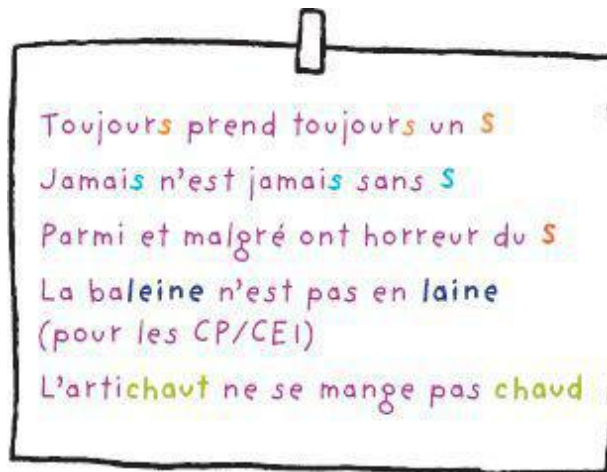 Toujours prend toujours un S
Jamais n'est jamais sans S
Parmi et malgré ont horreur du S
La baleine n'est pas en laine
(pour les CP/CE1)
L'artichaut ne se mange pas chaud